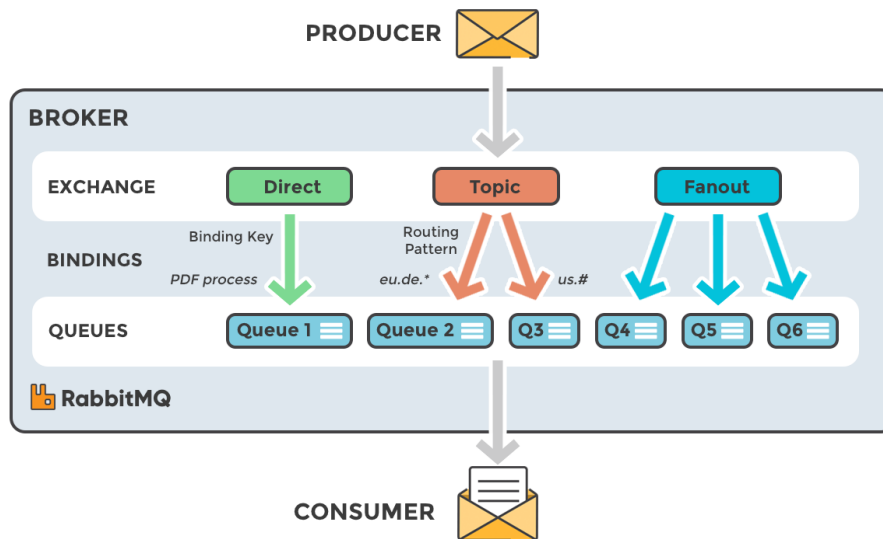 PRODUCER
BROKER
EXCHANGE
Direct
Topic
Fanout
BINDINGS
Binding Key
PDF process
Routing
Pattern
eu.de.*
us.#
QUEUES
Queue 1
Queue 2
Q3
Q4
Q5
Q6
RabbitMQ
CONSUMER